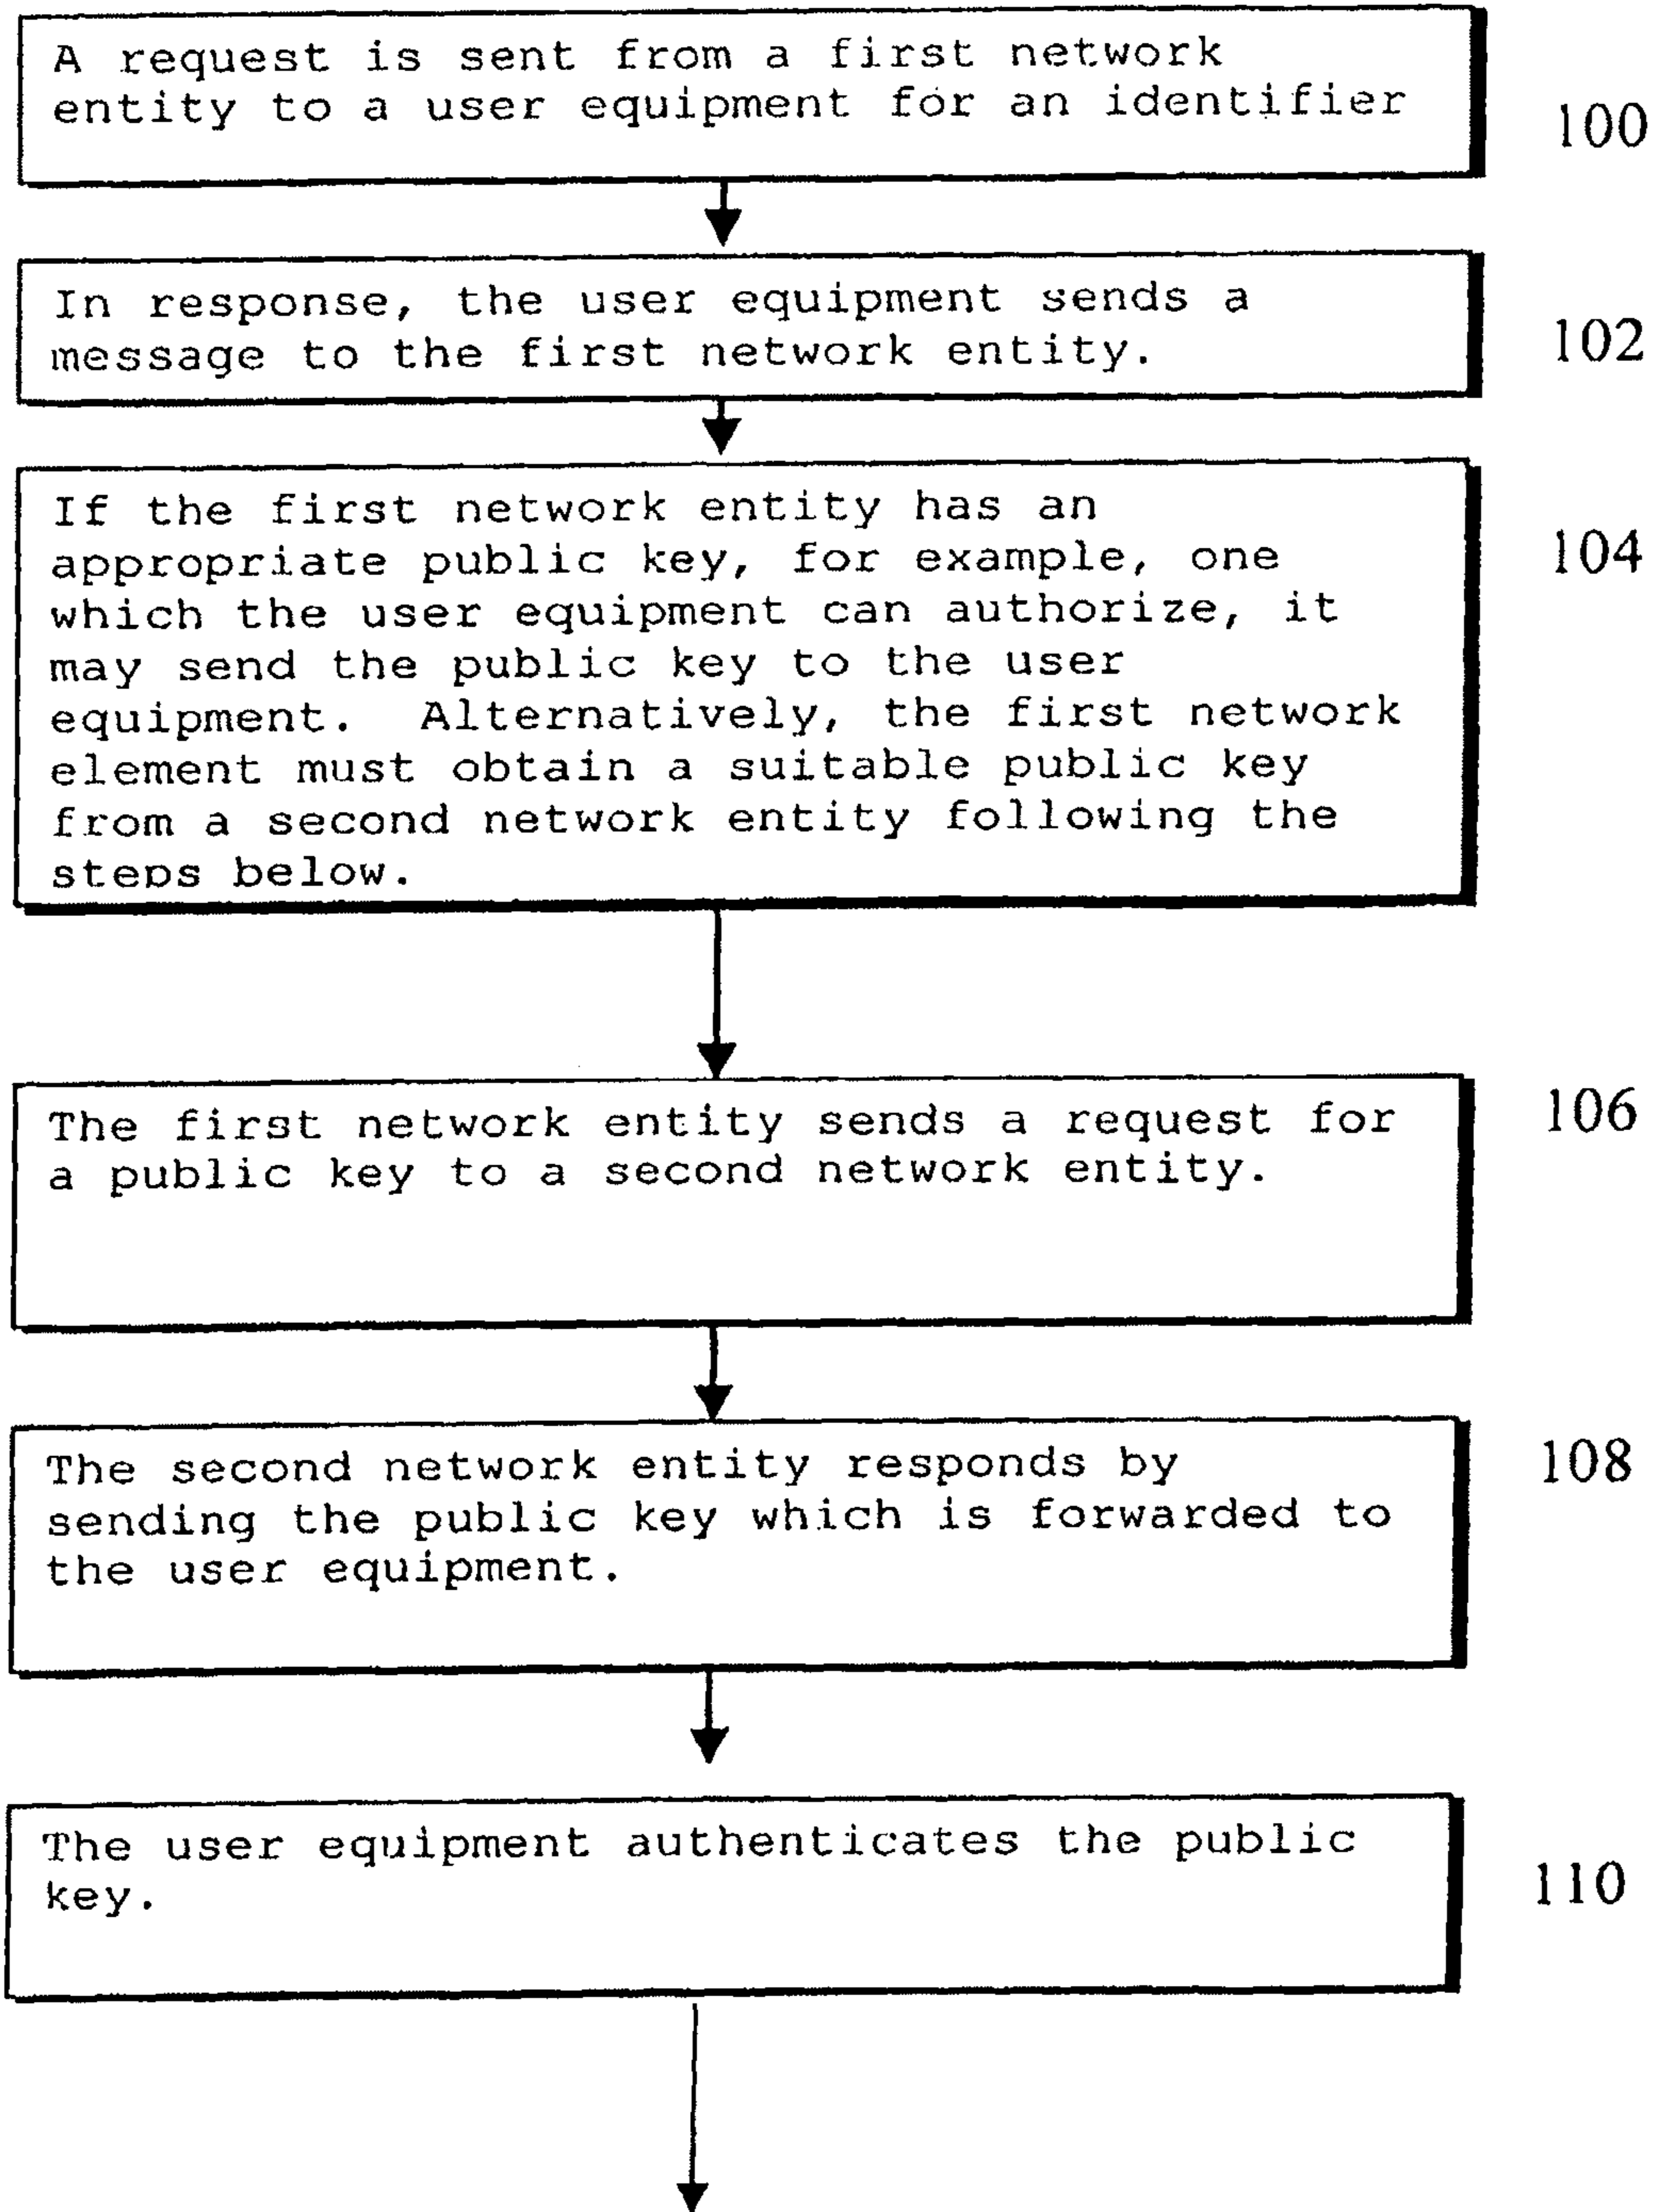 A request is sent from a first network
entity to a user equipment for an identifier
100
In response, the user equipment sends a
message to the first network entity.
102
If the first network entity has an
appropriate public key, for example, one
which the user equipment can authorize, it
may send the public key to the user
equipment. Alternatively, the first network
element must obtain a suitable public key
from a second network entity following the
steps below.
104
The first network entity sends a request for
a public key to a second network entity.
106
The second network entity responds by
sending the public key which is forwarded to
the user equipment.
108
The user equipment authenticates the public
key.
110